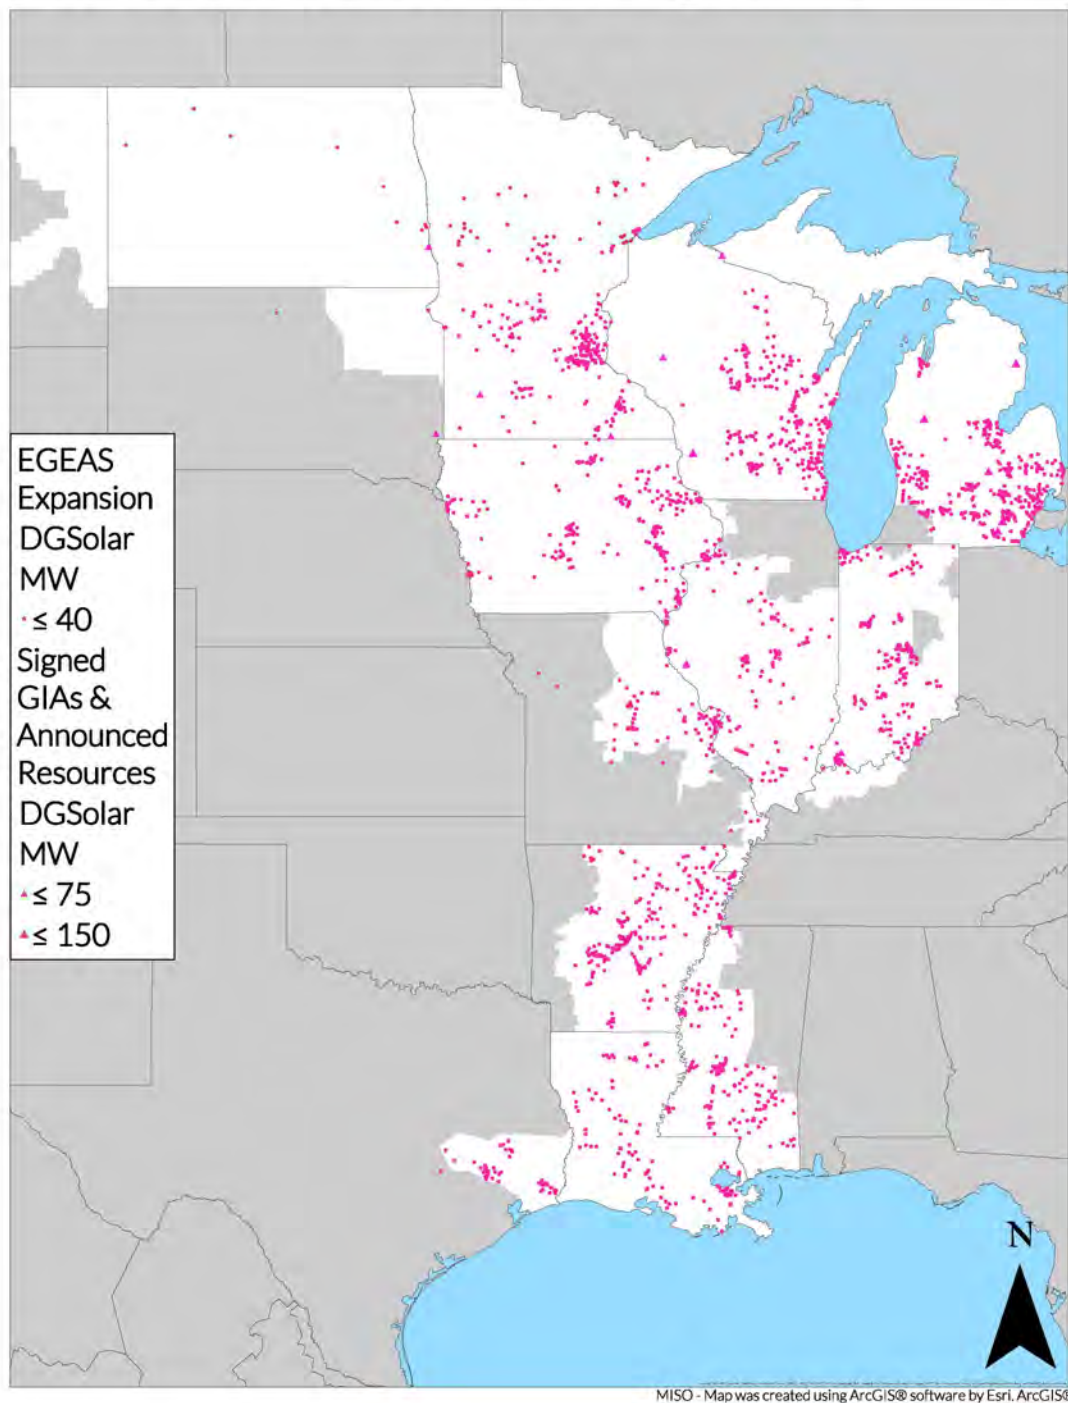 EGEAS
Expansion
DGSolar
MW
≤ 40
Signed
GIAs &
Announced
Resources
DGSolar
MW
≤ 75
≤ 150
N
MISO - Map was created using ArcGIS® software by Esri. ArcGIS®